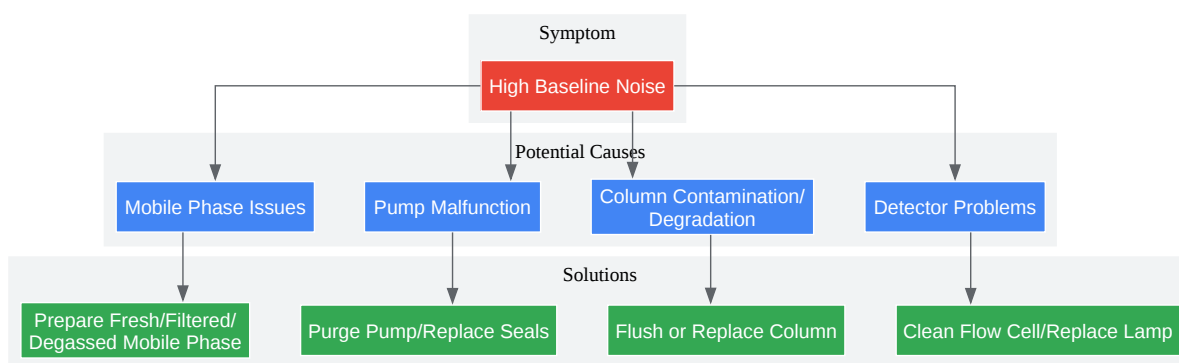 Symptom
High Baseline Noise
Potential Causes
Mobile Phase Issues
Pump Malfunction
Column Contamination/
Degradation
Detector Problems
Solutions
Prepare Fresh/Filtered/
Degassed Mobile Phase
Purge Pump/Replace Seals
Flush or Replace Column
Clean Flow Cell/Replace Lamp